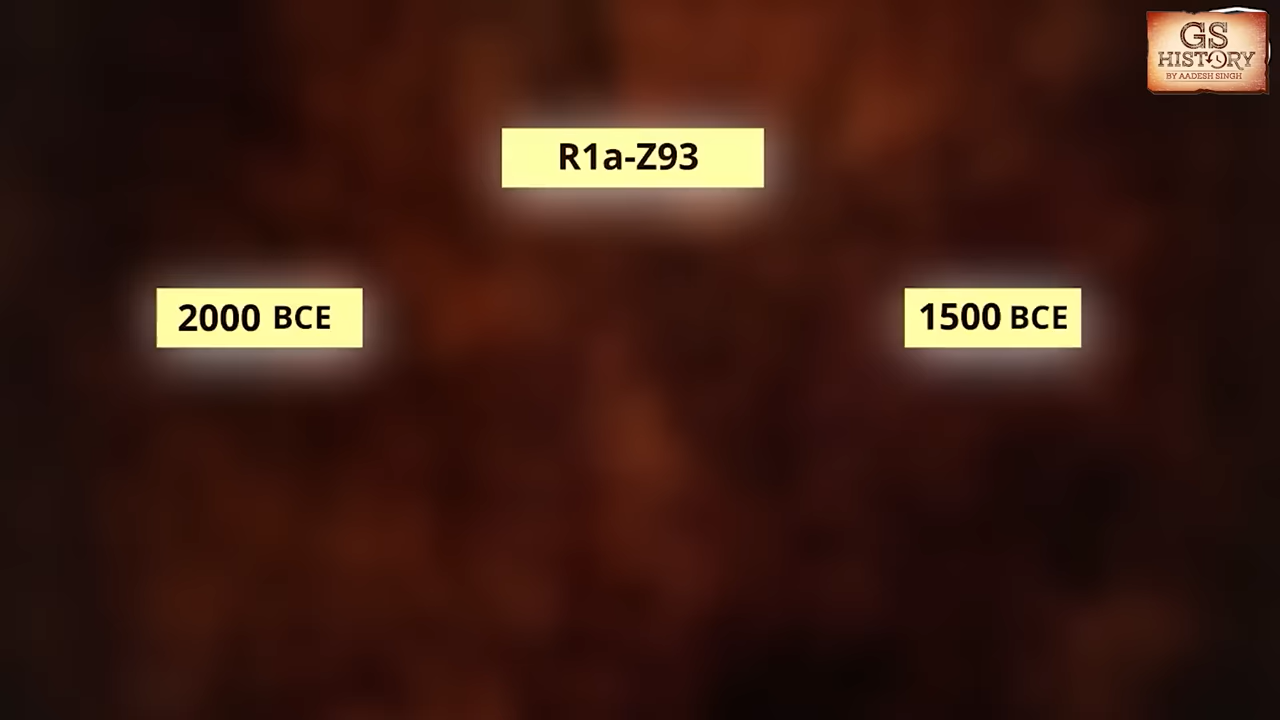 GS
HISTORY
BY AADESH SINGH
R1a-Z93
2000 BCE
1500 BCE